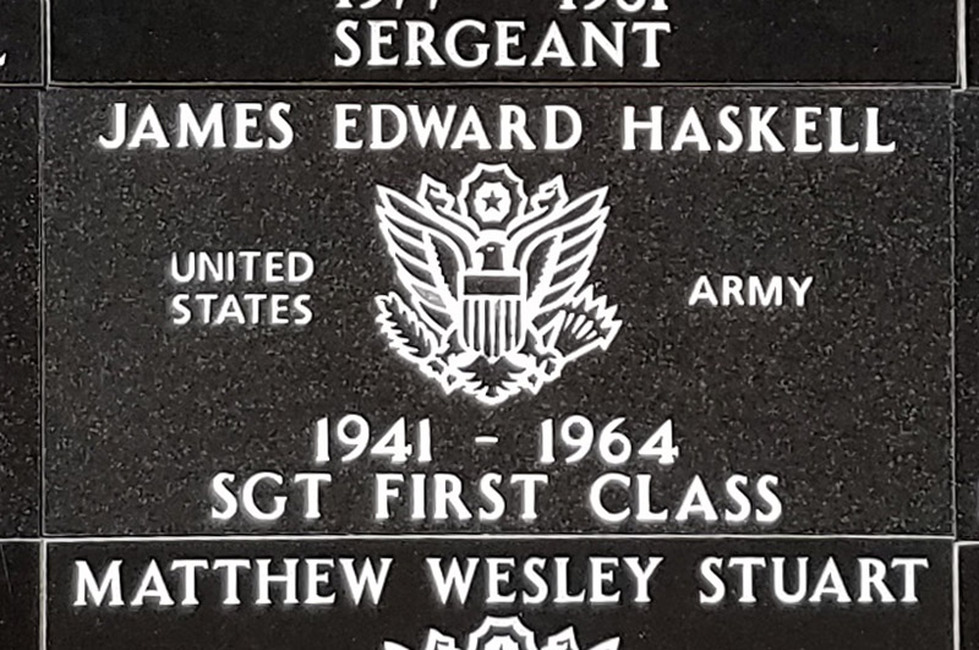 SERGEANT
JAMES EDWARD HASKELL
UNITED
STATES
ARMY
1941 - 1964
SGT FIRST CLASS
MATTHEW WESLEY STUART